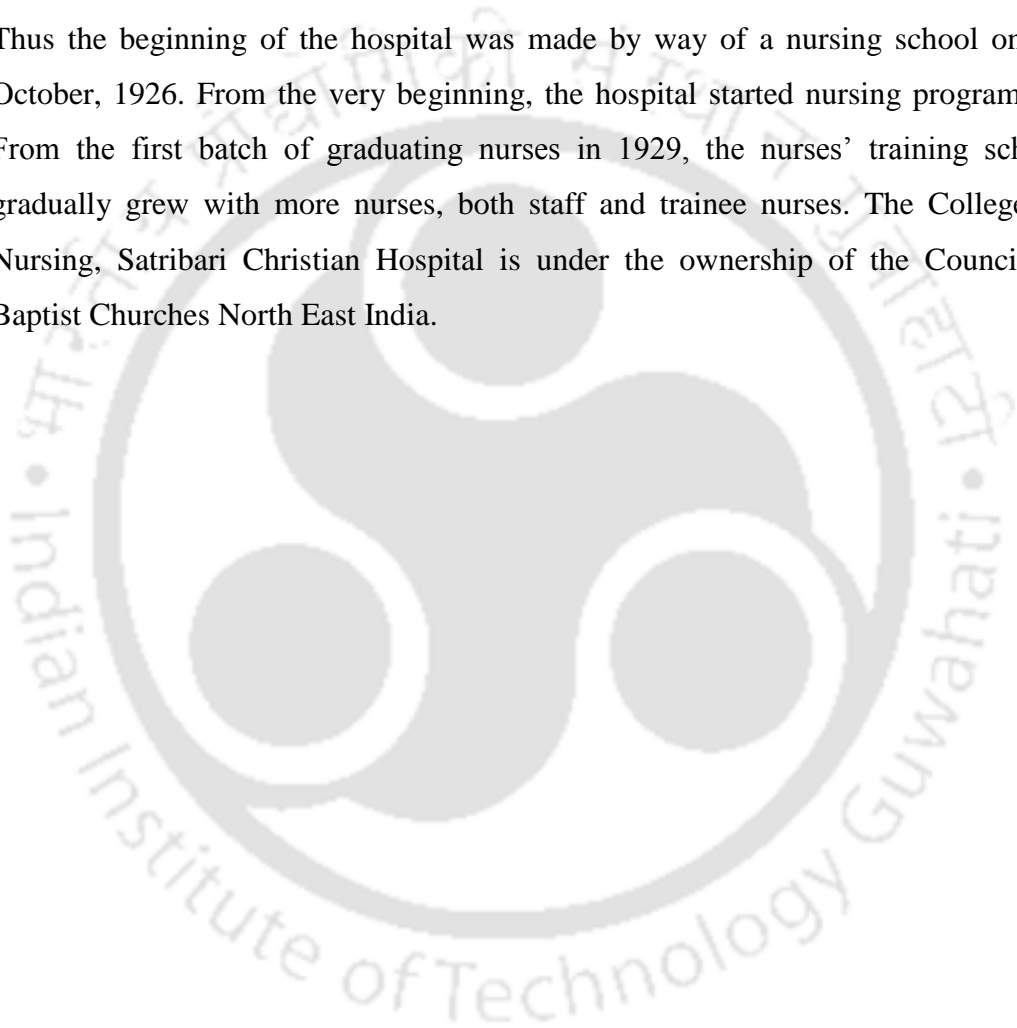 Thus the beginning of the hospital was made by way of a nursing school on
October, 1926. From the very beginning, the hospital started nursing program
From the first batch of graduating nurses in 1929, the nurses’ training sch
gradually grew with more nurses, both staff and trainee nurses. The College
Nursing, Satribari Christian Hospital is under the ownership of the Counci
Baptist Churches North East India.
Indian Institute of Technology Guwahati